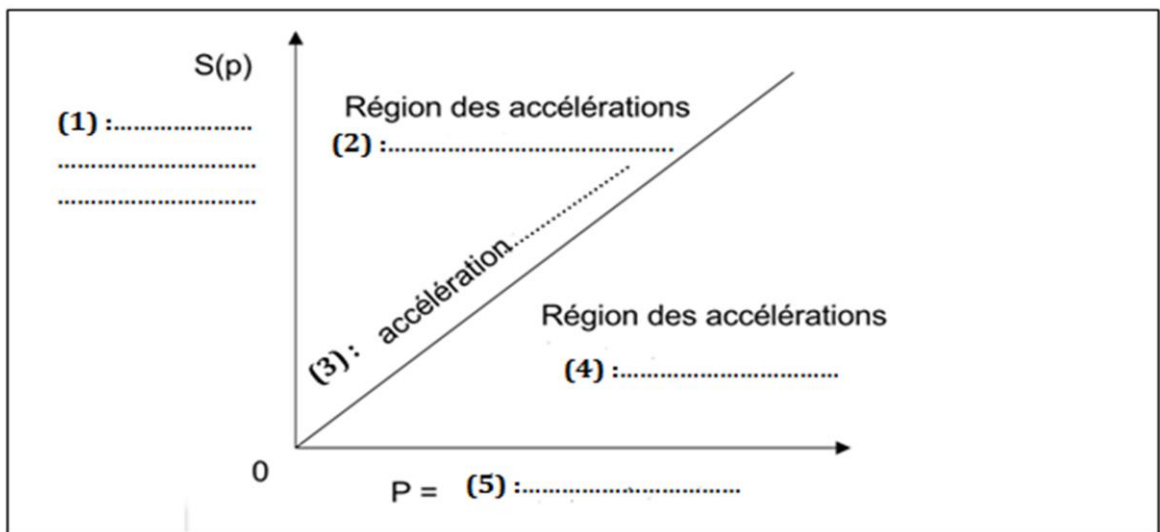 S(p)
(1) :.....................
..............................
..............................
Région des accélérations
(2) :...........................................
(3) : accélération....................
Région des accélérations
(4) :.................................
0
P = (5) :.................................